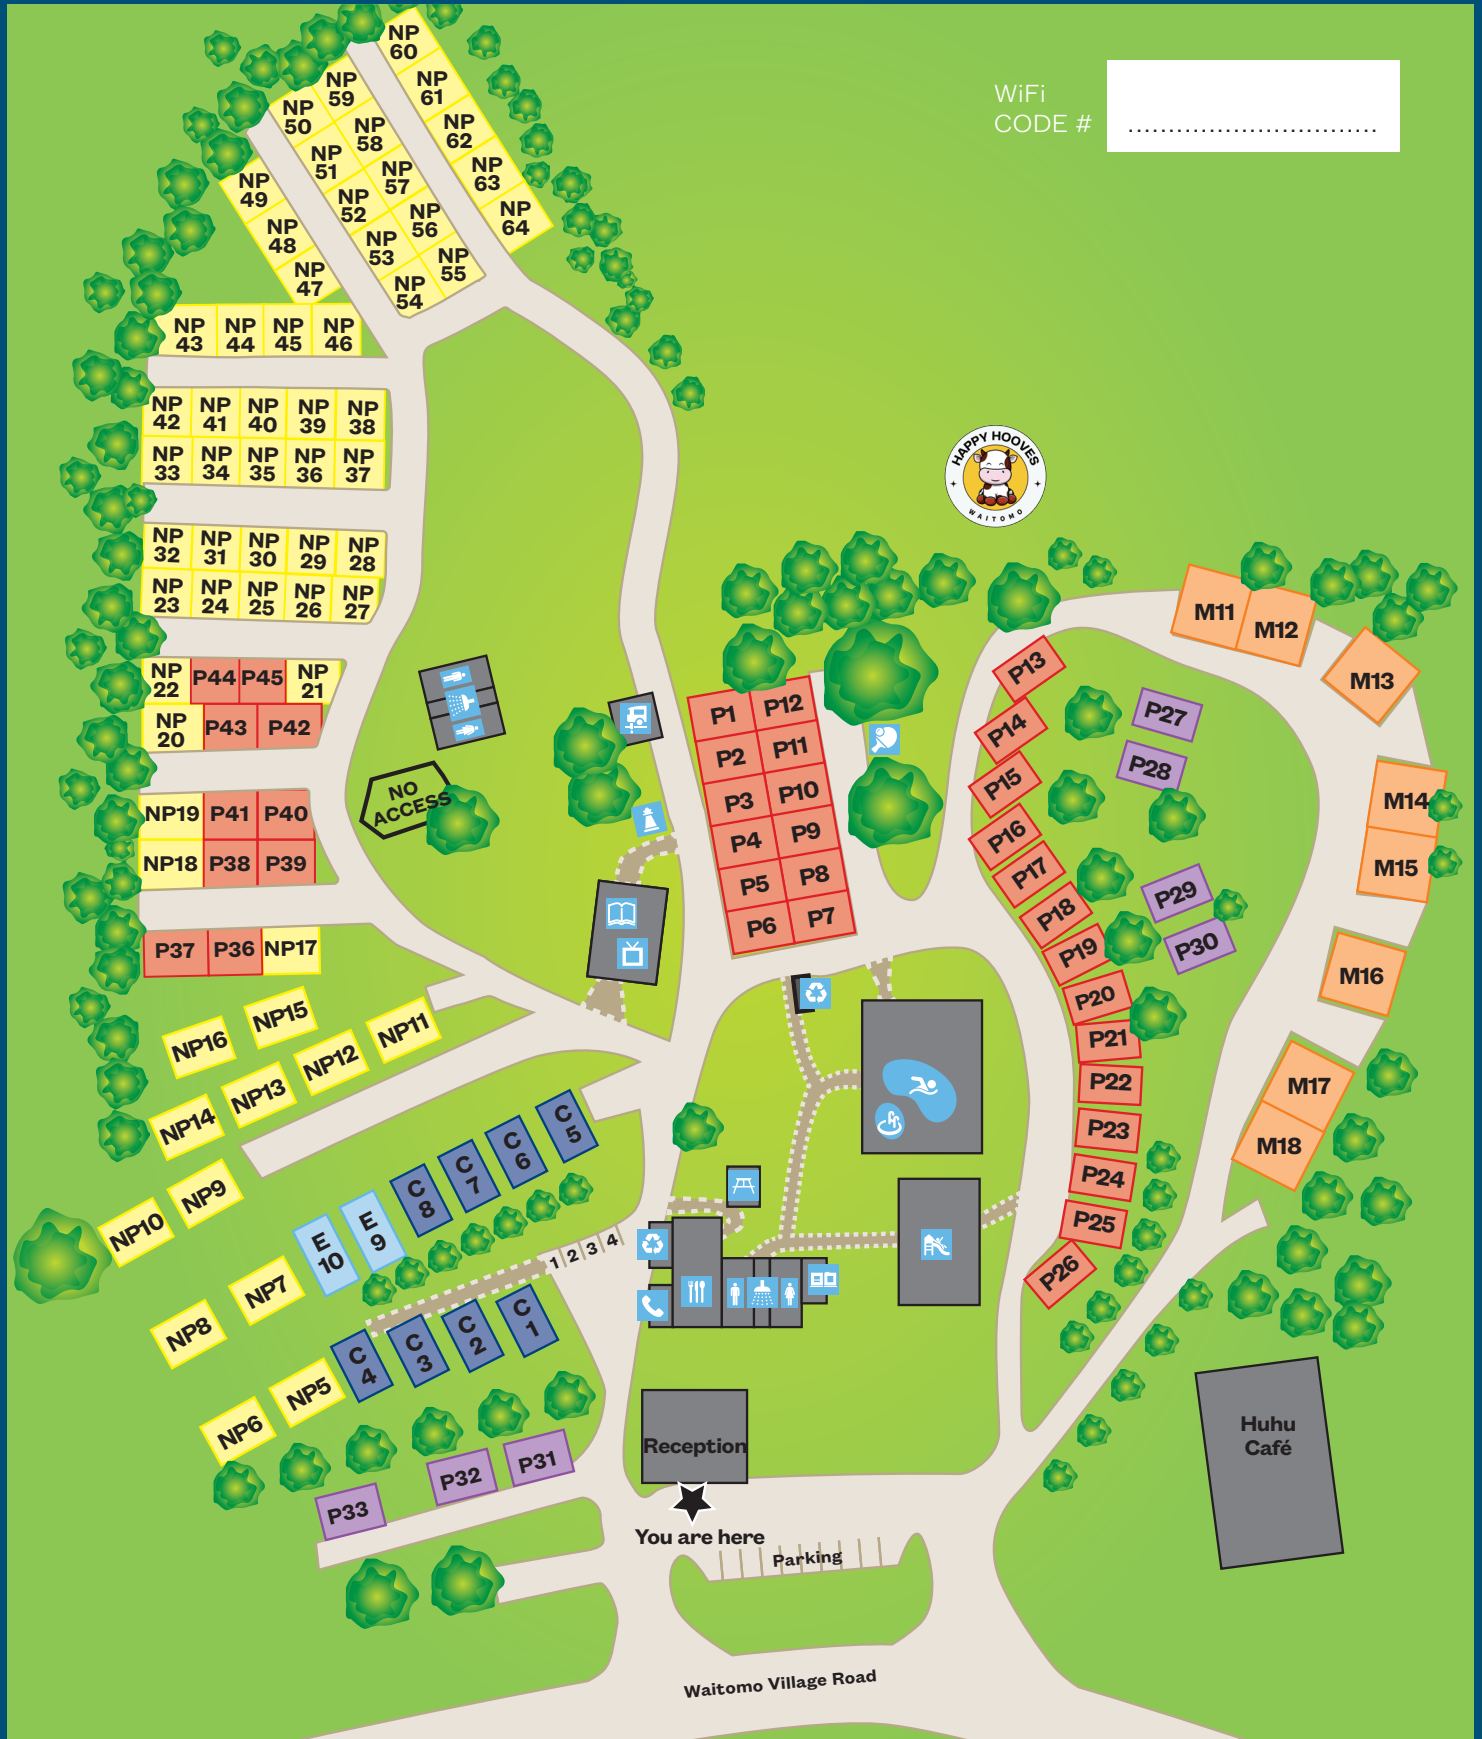 WiFi
CODE #
NP
60
NP
61
NP
62
NP
63
NP
64
NP
59
NP
58
NP
57
NP
56
NP
55
NP
50
NP
51
NP
52
NP
53
NP
54
NP
49
NP
48
NP
47
NP
43
NP
44
NP
45
NP
46
NP
42
NP
41
NP
40
NP
39
NP
38
NP
33
NP
34
NP
35
NP
36
NP
37
NP
32
NP
31
NP
30
NP
29
NP
28
NP
23
NP
24
NP
25
NP
26
NP
27
NP
22
P44
P45
NP
21
NP
20
P43
P42
NP19
P41
P40
NP18
P38
P39
P37
P36
NP17
NO
ACCESS
HAPPY HOOVES
WAITOMO
P1
P12
P2
P11
P3
P10
P4
P9
P5
P8
P6
P7
P13
P14
P15
P16
P17
P18
P19
P20
P21
P22
P23
P24
P25
P26
P27
P28
P29
P30
M11
M12
M13
M14
M15
M16
M17
M18
NP16
NP15
NP14
NP13
NP12
NP11
NP10
NP9
NP8
NP7
NP6
NP5
E
10
E
9
C
8
C
7
C
6
C
5
1
2
3
4
C
4
C
3
C
2
C
1
P33
P32
P31
Reception
You are here
Parking
Huhu
Café
Waitomo Village Road